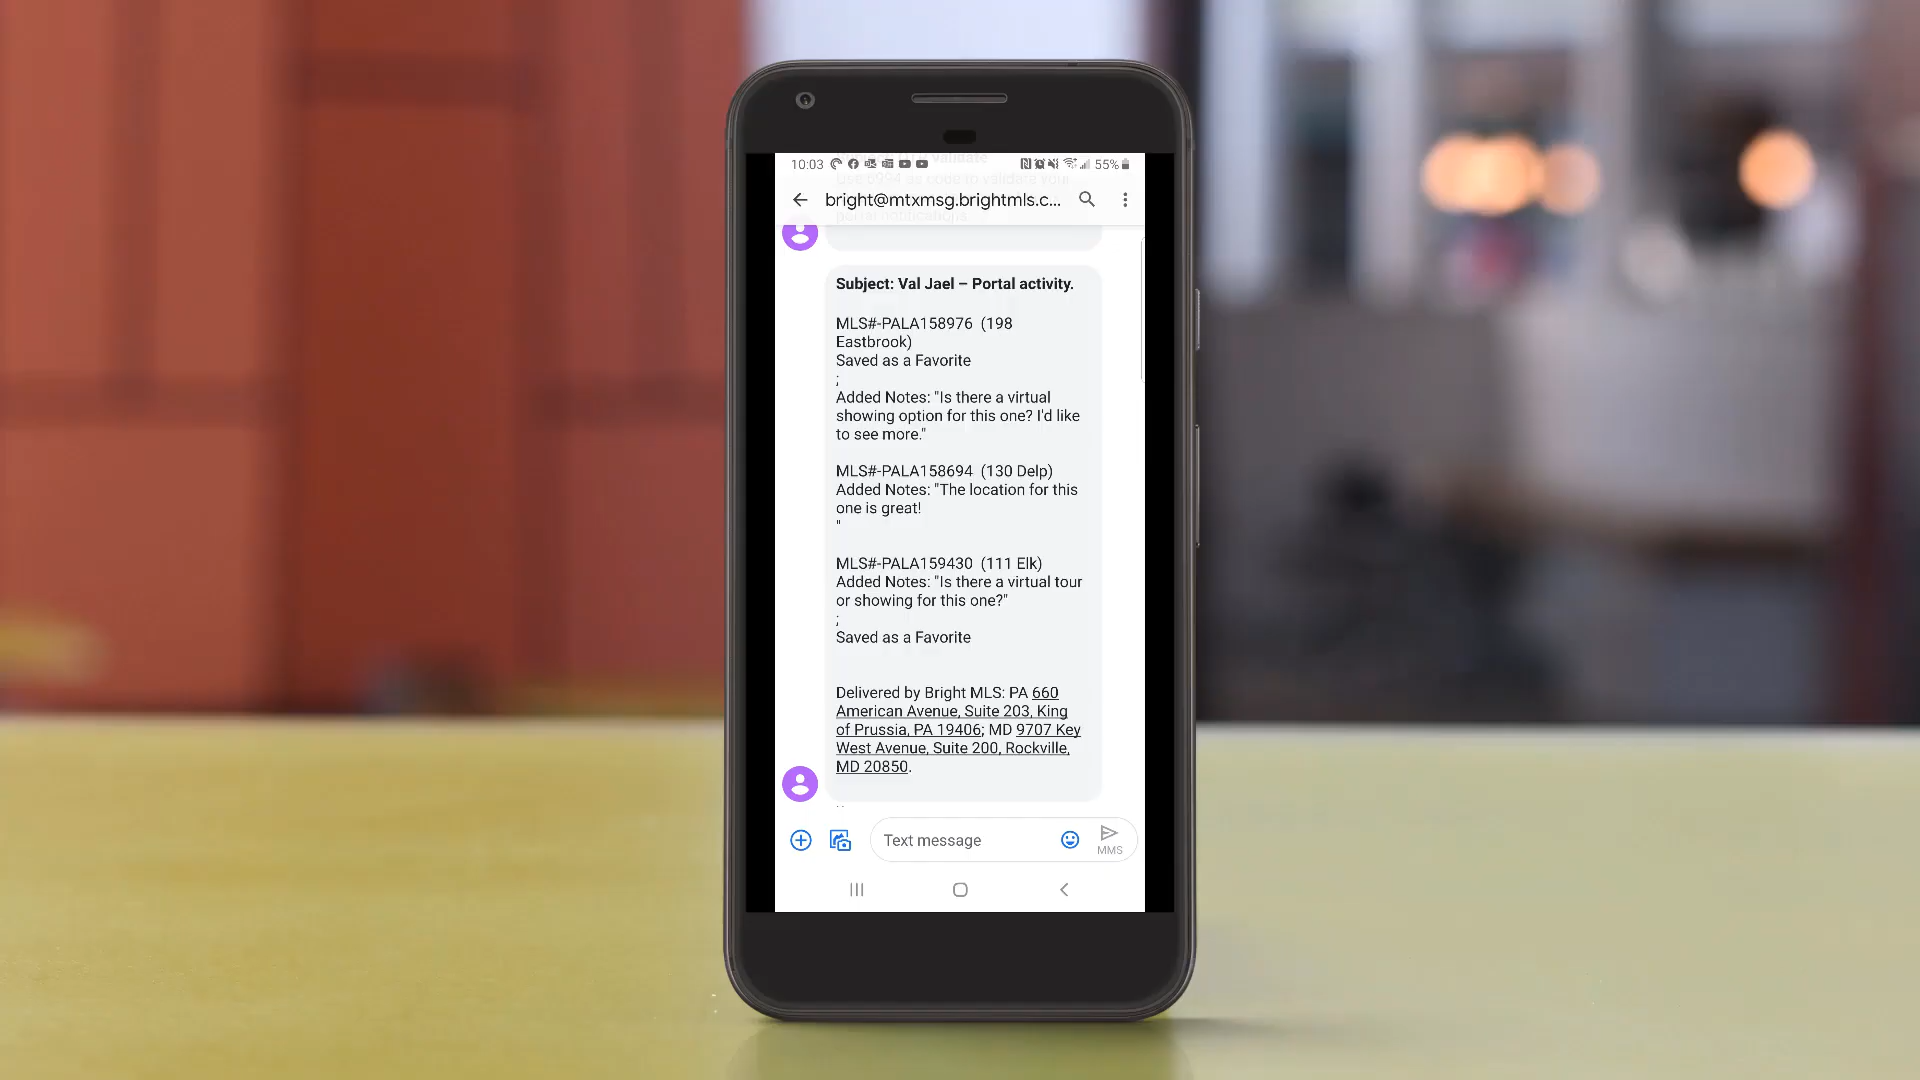 10:03
55%
bright@mtxmsg.brightmls.c...
Subject: Val Jael – Portal activity.
MLS#-PALA158976 (198
Eastbrook)
Saved as a Favorite
;
Added Notes: "Is there a virtual
showing option for this one? I'd like
to see more."
MLS#-PALA158694 (130 Delp)
Added Notes: "The location for this
one is great!
"
MLS#-PALA159430 (111 Elk)
Added Notes: "Is there a virtual tour
or showing for this one?"
;
Saved as a Favorite
Delivered by Bright MLS: PA 660
American Avenue, Suite 203, King
of Prussia, PA 19406; MD 9707 Key
West Avenue, Suite 200, Rockville,
MD 20850.
Text message
MMS